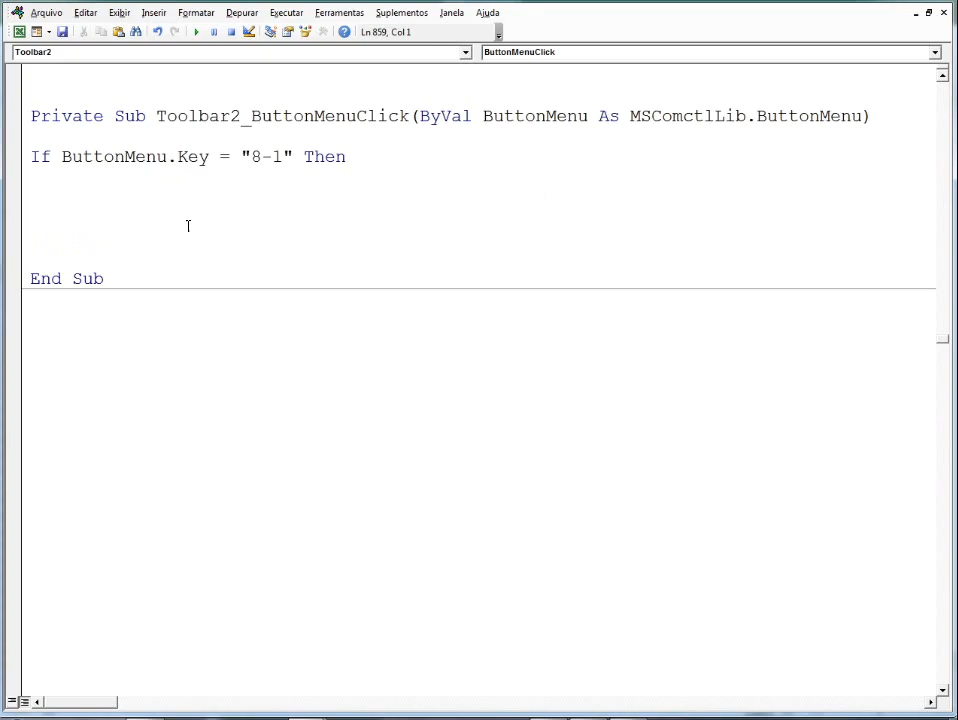 Arquivo Editar Exibir Inserir Formatar Depurar Executar Ferramentas Suplementos Janela Ajuda
Ln 859, Col 1
Toolbar2 ButtonMenuClick
Private Sub Toolbar2_ButtonMenuClick(ByVal ButtonMenu As MSComctlLib.ButtonMenu)
If ButtonMenu.Key = "8-1" Then
End Sub